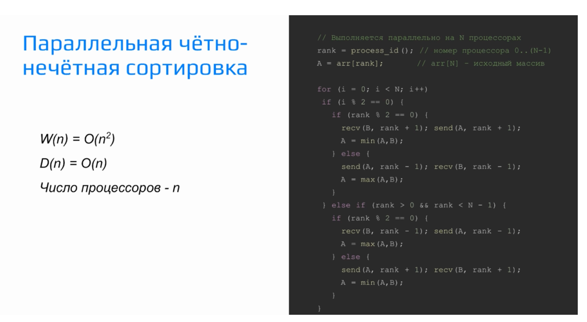 Параллельная чётно-
нечётная сортировка
W(n) = O(n²)
D(n) = O(n)
Число процессоров - n
// Выполняется параллельно на N процессорах
rank = process_id(); // номер процессора 0..(N-1)
A = arr[rank]; // arr[N] - исходный массив
for (i = 0; i < N; i++)
if (i % 2 == 0) {
if (rank % 2 == 0) {
recv(B, rank + 1); send(A, rank + 1);
A = min(A,B);
} else {
send(A, rank - 1); recv(B, rank - 1);
A = max(A,B);
}
} else if (rank > 0 && rank < N - 1) {
if (rank % 2 == 0) {
recv(B, rank - 1); send(A, rank - 1);
A = max(A,B);
} else {
send(A, rank + 1); recv(B, rank + 1);
A = min(A,B);
}
}